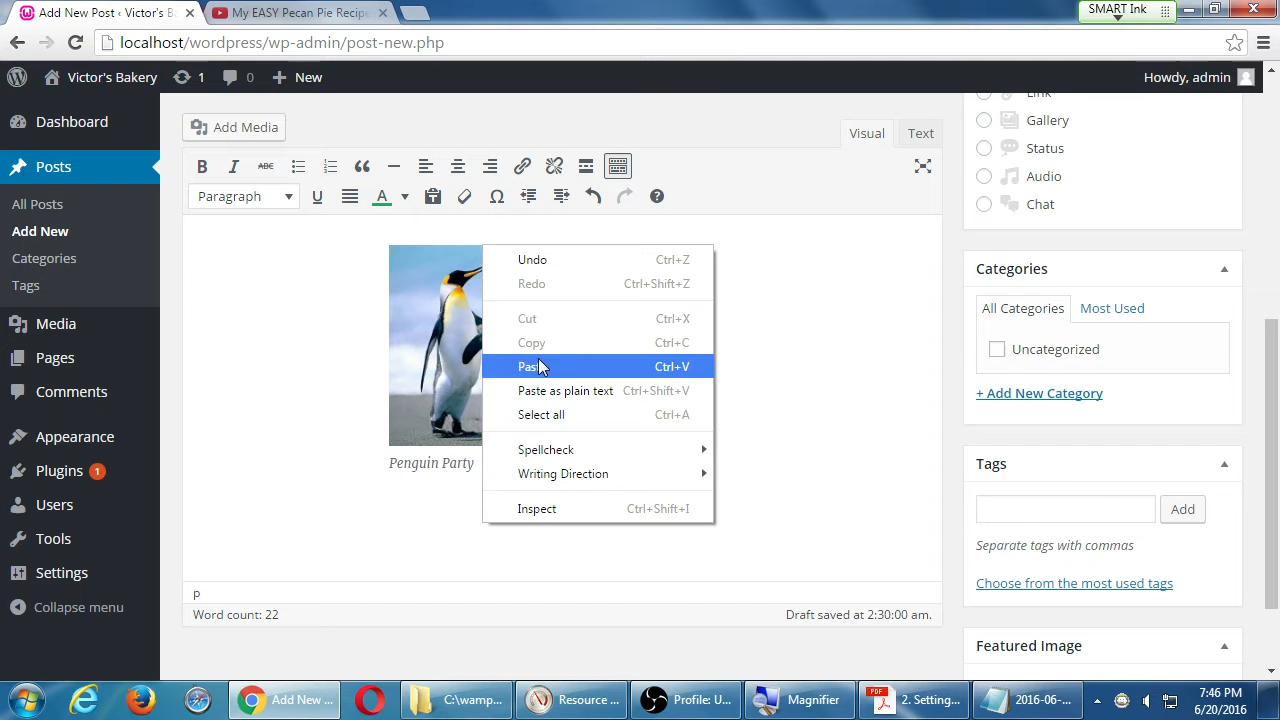 Add New Post ‹ Victor's Ba
My EASY Pecan Pie Recipe
SMART Ink
localhost/wordpress/wp-admin/post-new.php
Victor's Bakery
1
0
New
Howdy, admin
Dashboard
Posts
All Posts
Add New
Categories
Tags
Media
Pages
Comments
Appearance
Plugins 1
Users
Tools
Settings
Collapse menu
Add Media
Visual
Text
B I ABC
Paragraph
U
A
Ω
Undo Ctrl+Z
Redo Ctrl+Shift+Z
Cut Ctrl+X
Copy Ctrl+C
Paste Ctrl+V
Paste as plain text Ctrl+Shift+V
Select all Ctrl+A
Spellcheck
Writing Direction
Inspect Ctrl+Shift+I
Penguin Party
p
Word count: 22
Draft saved at 2:30:00 am.
Link
Gallery
Status
Audio
Chat
Categories
All Categories
Most Used
Uncategorized
+ Add New Category
Tags
Add
Separate tags with commas
Choose from the most used tags
Featured Image
Add New ...
C:\wamp...
Resource ...
Profile: U...
Magnifier
PDF
2. Setting...
2016-06-...
7:46 PM
6/20/2016